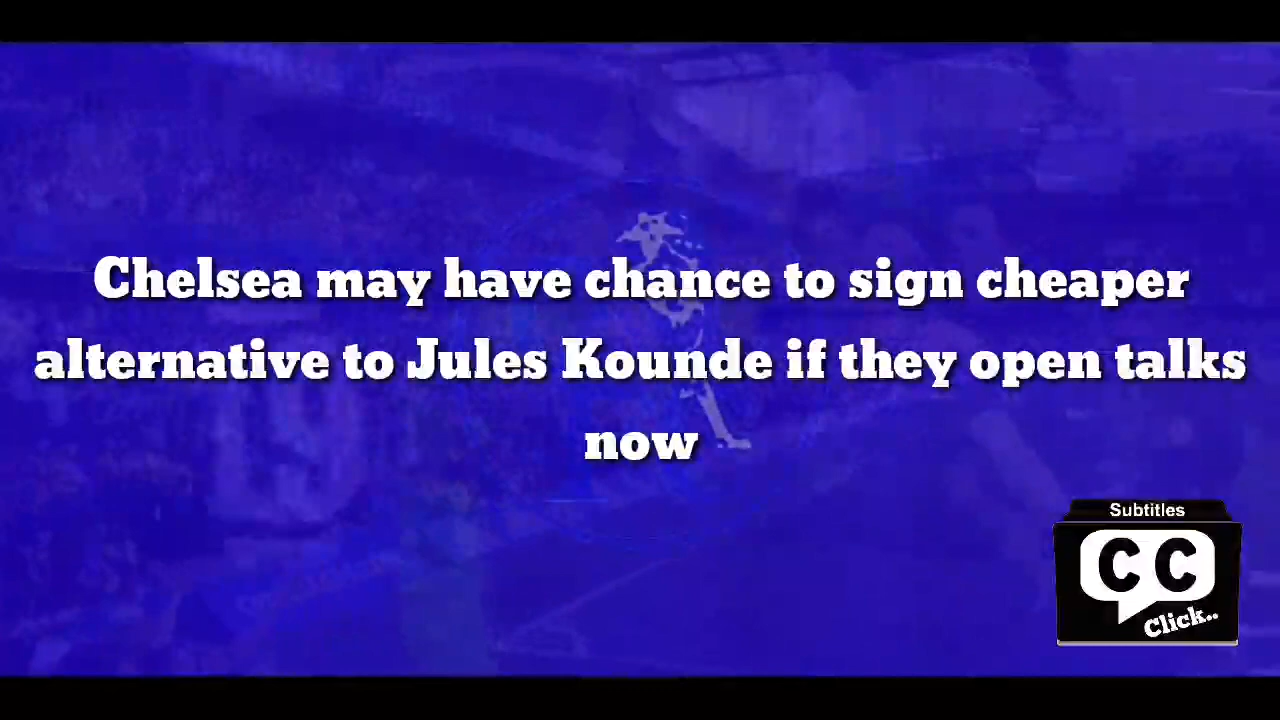 Chelsea may have chance to sign cheaper
alternative to Jules Kounde if they open talks
now
Subtitles
CC
Click..